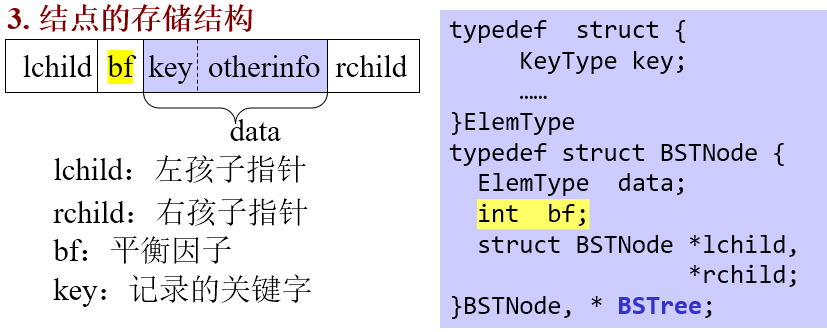 3. 结点的存储结构
lchild bf key otherinfo rchild
data
lchild：左孩子指针
rchild：右孩子指针
bf：平衡因子
key：记录的关键字
typedef struct {
KeyType key;
……
}ElemType
typedef struct BSTNode {
ElemType data;
int bf;
struct BSTNode *lchild,
*rchild;
}BSTNode, * BSTree;